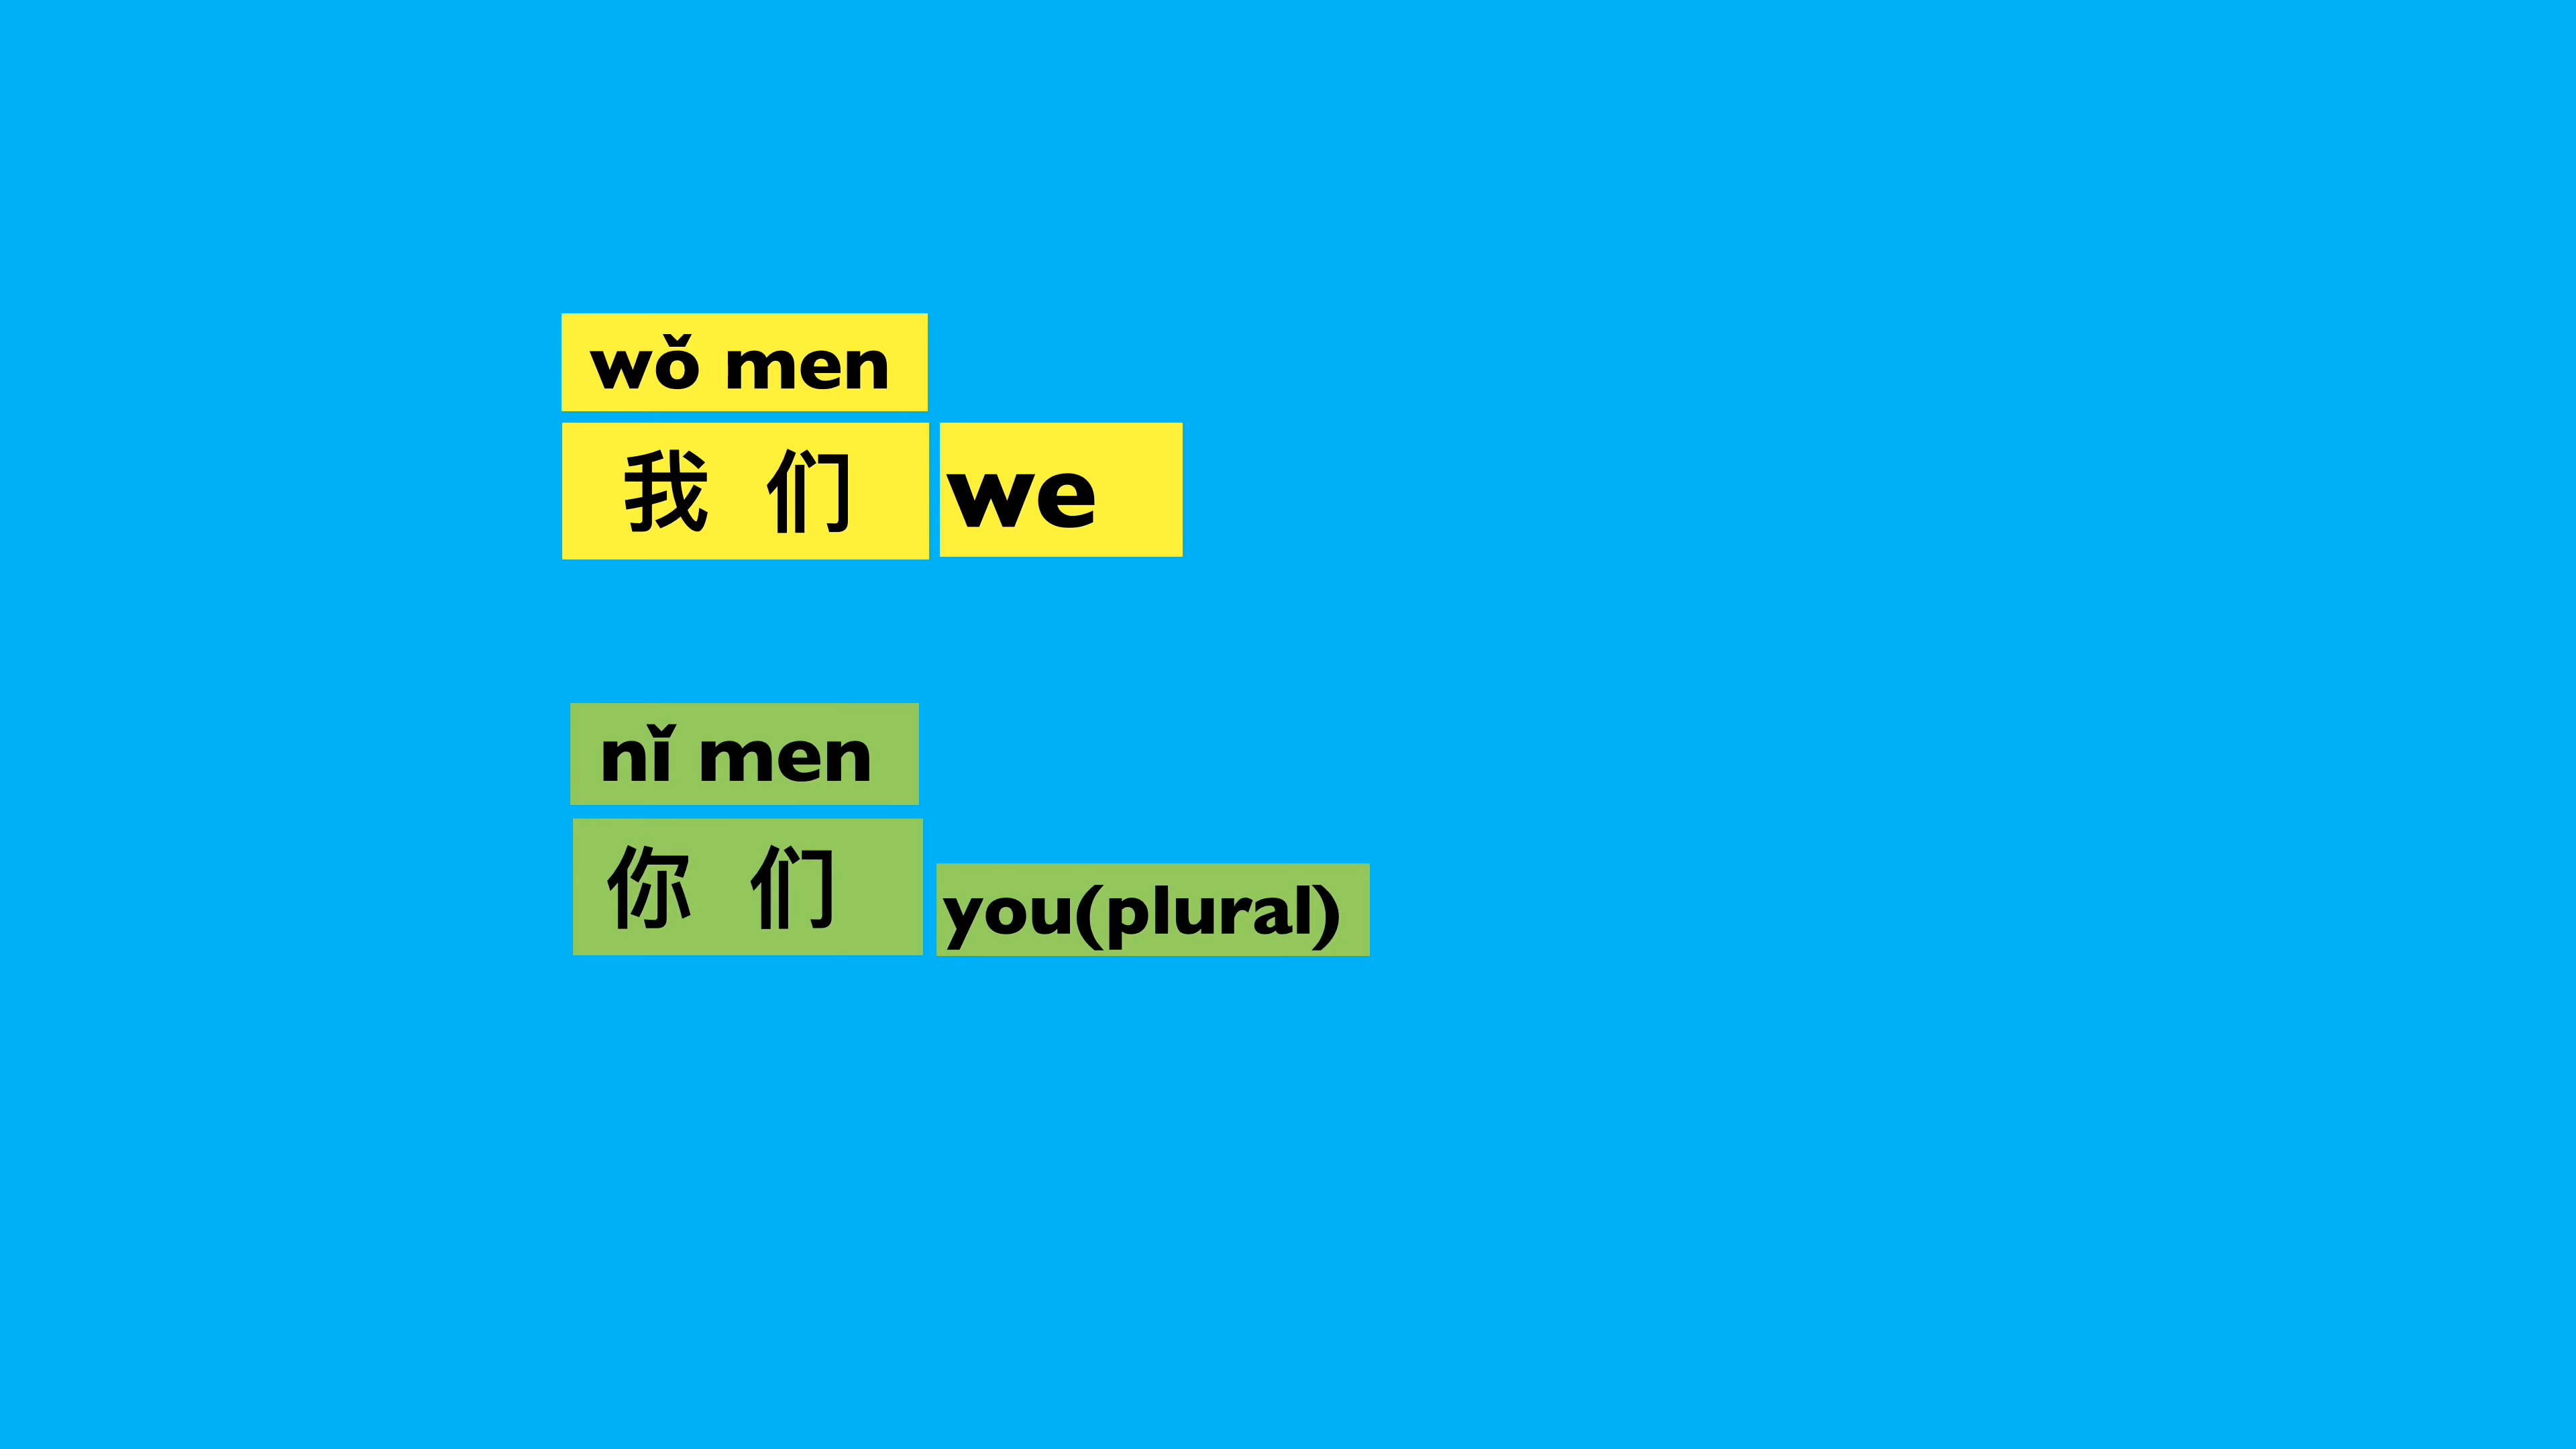 wǒ men
我 们
we
nǐ men
你 们
you(plural)